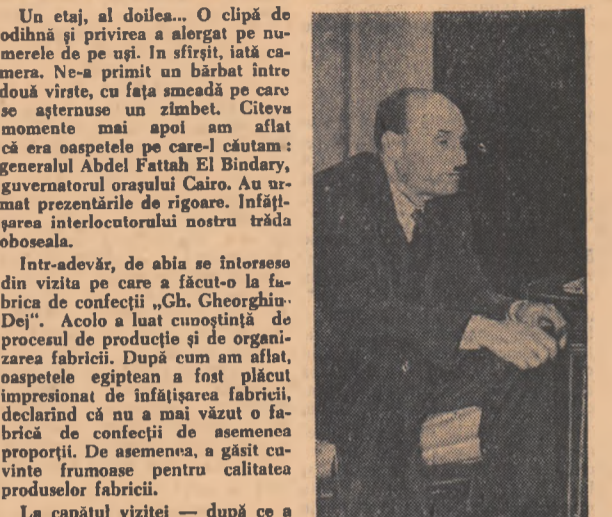 Un etaj, al doilea... O clipă de
odihnă și privirea a alergat pe nu-
merele de pe uși. In sfîrșit, iată ca-
mera. Ne-a primit un bărbat între
două vîrste, cu fața smeadă pe care
se așternuse un zîmbet. Cîteva
momente mai apoi am aflat
că era oaspetele pe care-l căutam :
generalul Abdel Fattah El Bindary,
guvernatorul orașului Cairo. Au ur-
mat prezentările de rigoare. Infăți-
șarea interlocutorului nostru trăda
oboseala.
Intr-adevăr, de abia se întorsese
din vizita pe care a făcut-o la fa-
brica de confecții „Gh. Gheorghiu-
Dej“. Acolo a luat cunoștință de
procesul de producție și de organi-
zarea fabricii. După cum am aflat,
oaspetele egiptean a fost plăcut
impresionat de înfățișarea fabricii,
declarînd că nu a mai văzut o fa-
brică de confecții de asemenea
proporții. De asemenea, a găsit cu-
vinte frumoase pentru calitatea
produselor fabricii.
La capătul vizitei — după ce a